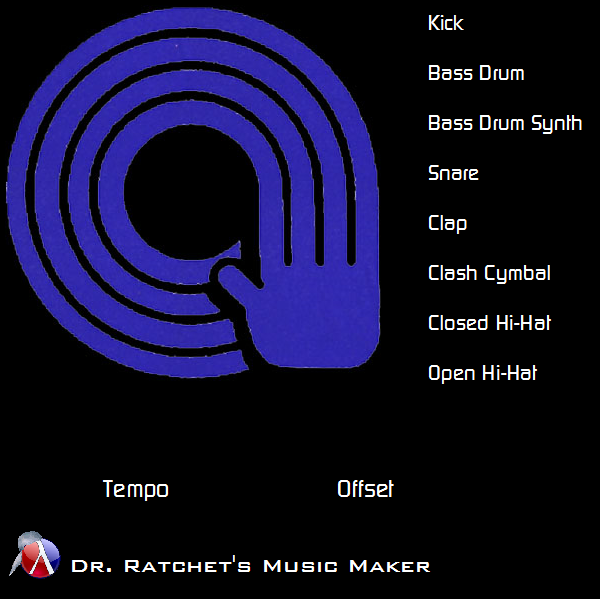 Kick
Bass Drum
Bass Drum Synth
Snare
Clap
Clash Cymbal
Closed Hi-Hat
Open Hi-Hat
Tempo Offset
Dr. Ratchet's Music Maker